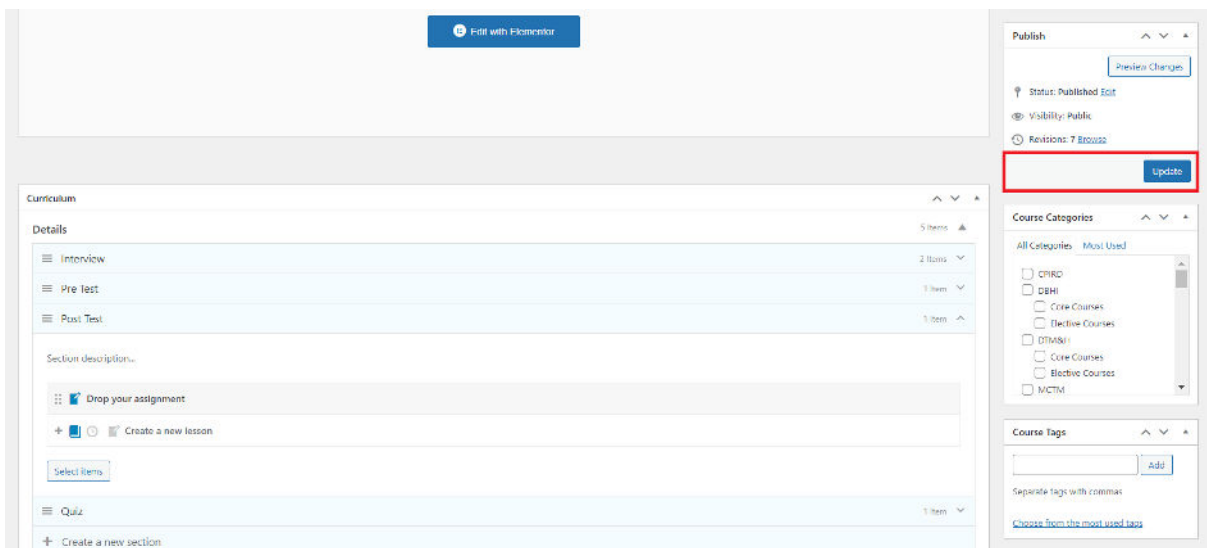 Edit with Elementor
Publish
Preview Changes
Status: Published Edit
Visibility: Public
Revisions: 7 Browse
Update
Curriculum
Details
5 Items
Interview
2 Items
Pre Test
1 Item
Post Test
1 Item
Section description...
Drop your assignment
Create a new lesson
Select items
Quiz
1 Item
Create a new section
Course Categories
All Categories Most Used
CPIRD
DBHI
Core Courses
Elective Courses
DTM&H
Core Courses
Elective Courses
MCTM
Course Tags
Add
Separate tags with commas
Choose from the most used tags